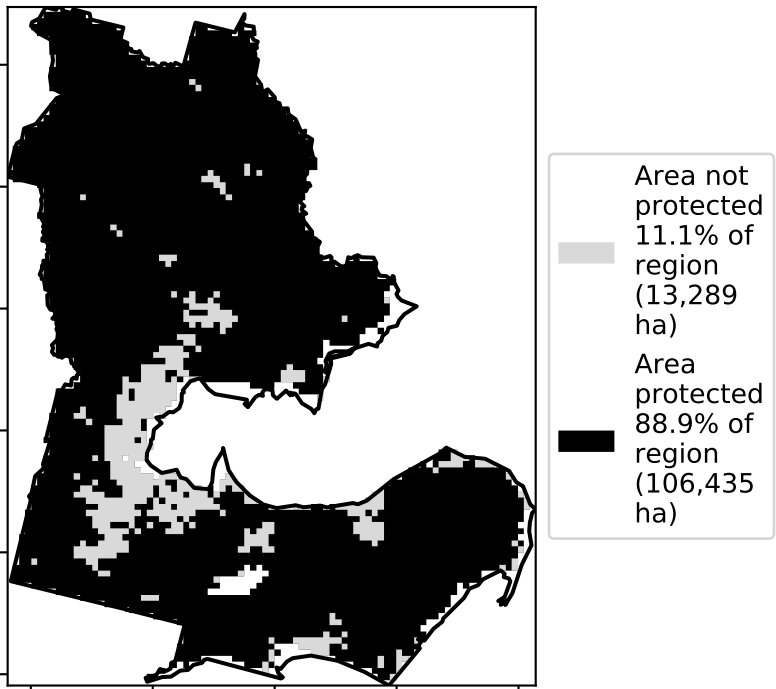 Area not
protected
11.1% of
region
(13,289
ha)
Area
protected
88.9% of
region
(106,435
ha)